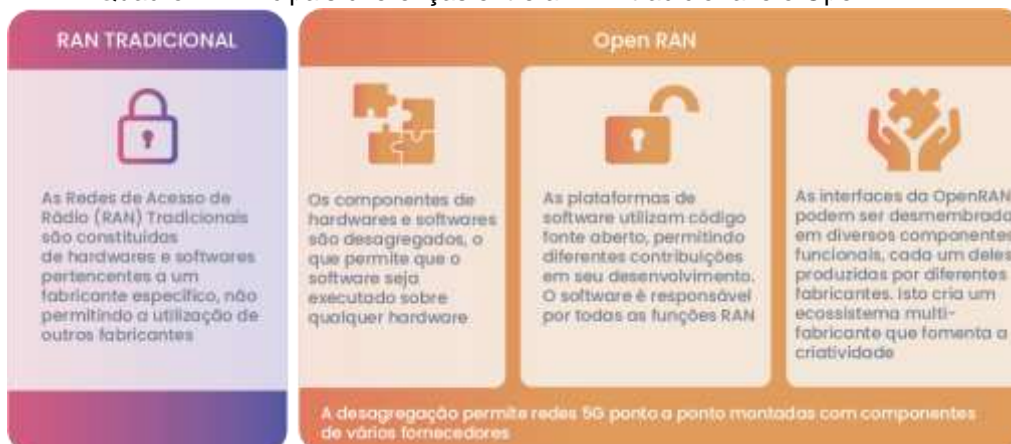 RAN TRADICIONAL
As Redes de Acesso de
Rádio (RAN) Tradicionais
são constituídas
de hardwares e softwares
pertencentes a um
fabricante específico, não
permitindo a utilização de
outros fabricantes
Open RAN
Os componentes de
hardwares e softwares
são desagregados, o
que permite que o
software seja
executado sobre
qualquer hardware
As plataformas de
software utilizam código
fonte aberto, permitindo
diferentes contribuições
em seu desenvolvimento.
O software é responsável
por todas as funções RAN
As interfaces da OpenRAN
podem ser desmembrada
em diversos componentes
funcionais, cada um deles
produzidas por diferentes
fabricantes. Isto cria um
ecossistema multi-
fabricante que fomenta a
criatividade
A desagregação permite redes 5G ponto a ponto montadas com componentes
de vários fornecedores